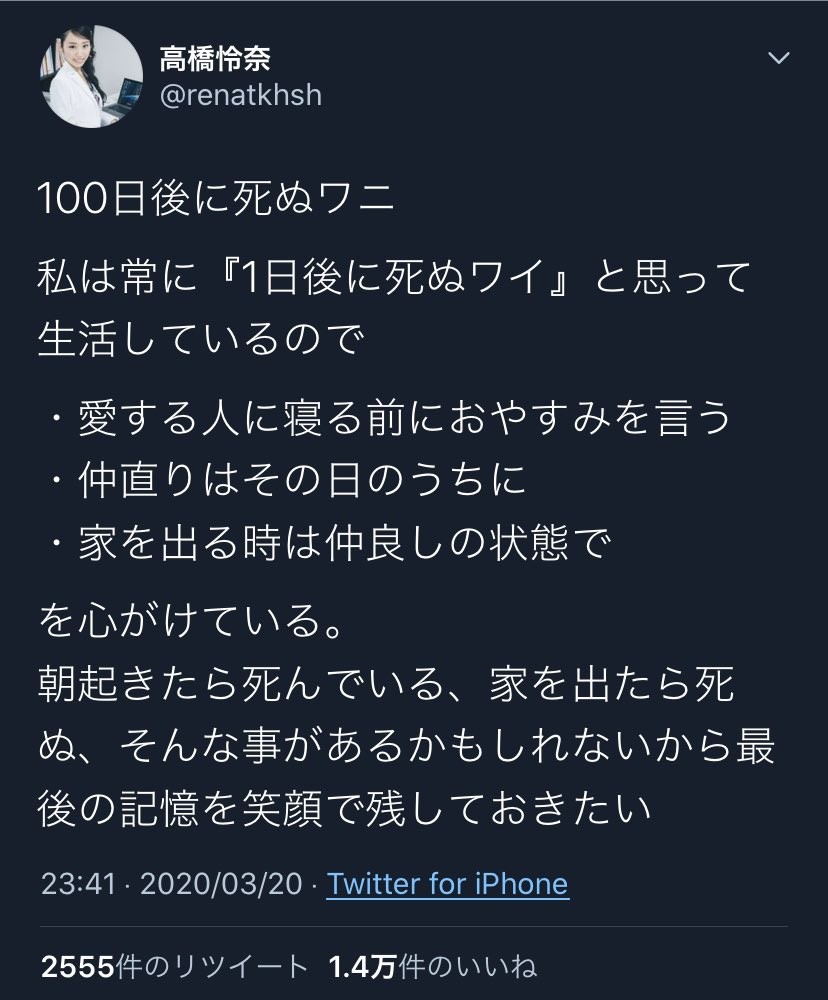 高橋怜奈
@renatkhsh
100日後に死ぬワニ
私は常に『1日後に死ぬワイ』と思って
生活しているので
・愛する人に寝る前におやすみを言う
・仲直りはその日のうちに
・家を出る時は仲良しの状態で
を心がけている。
朝起きたら死んでいる、家を出たら死
ぬ、そんな事があるかもしれないから最
後の記憶を笑顔で残しておきたい
23:41 · 2020/03/20 · Twitter for iPhone
2555件のリツイート 1.4万件のいいね